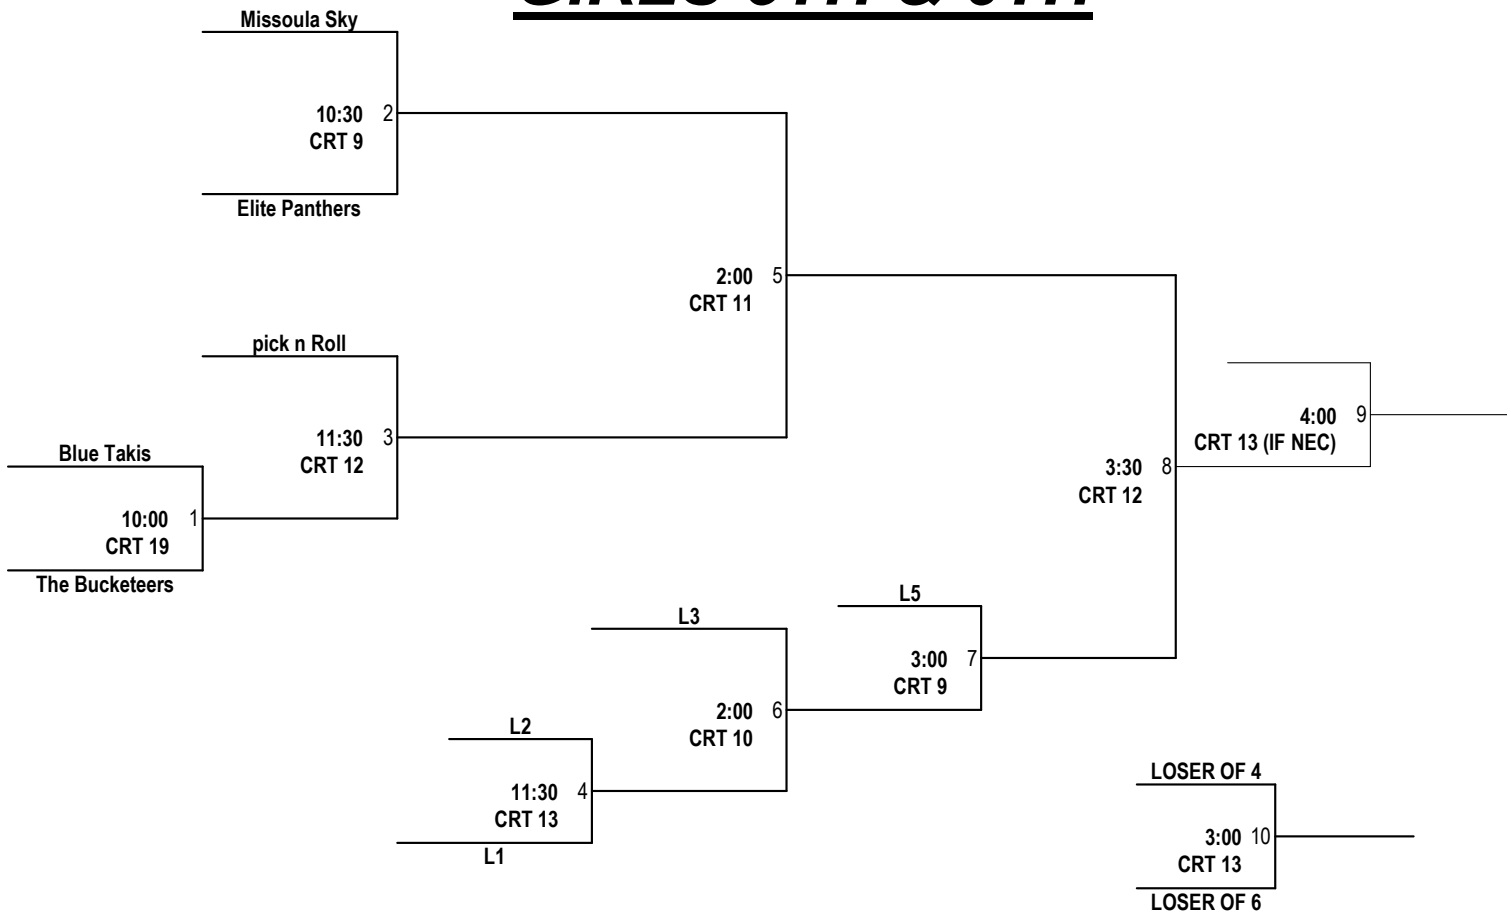 Missoula Sky
10:30 2
CRT 9
Elite Panthers
2:00 5
CRT 11
pick n Roll
11:30 3
CRT 12
Blue Takis
10:00 1
CRT 19
The Bucketeers
4:00 9
CRT 13 (IF NEC)
3:30 8
CRT 12
L5
3:00 7
CRT 9
L3
2:00 6
CRT 10
L2
11:30 4
CRT 13
L1
LOSER OF 4
3:00 10
CRT 13
LOSER OF 6